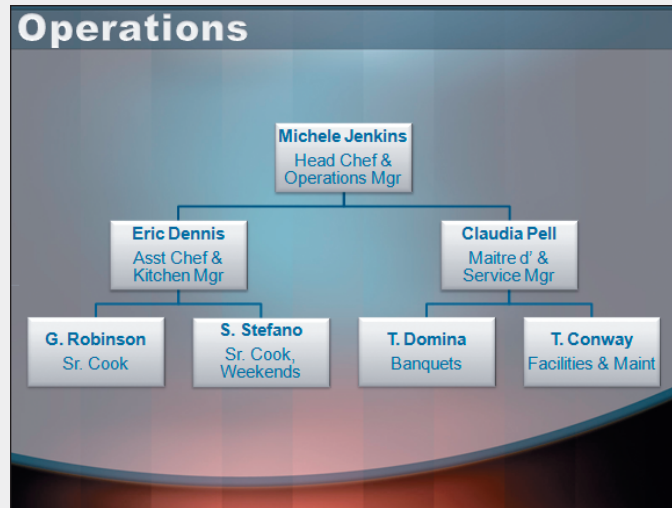 Operations
Michele Jenkins
Head Chef &
Operations Mgr
Eric Dennis
Asst Chef &
Kitchen Mgr
Claudia Pell
Maitre d' &
Service Mgr
G. Robinson
Sr. Cook
S. Stefano
Sr. Cook,
Weekends
T. Domina
Banquets
T. Conway
Facilities & Maint